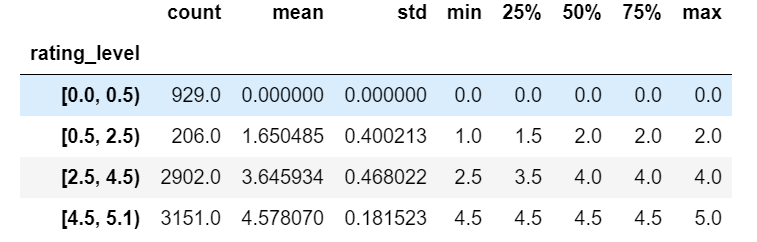 count mean std min 25% 50% 75% max
rating_level
[0.0, 0.5) 929.0 0.000000 0.000000 0.0 0.0 0.0 0.0 0.0
[0.5, 2.5) 206.0 1.650485 0.400213 1.0 1.5 2.0 2.0 2.0
[2.5, 4.5) 2902.0 3.645934 0.468022 2.5 3.5 4.0 4.0 4.0
[4.5, 5.1) 3151.0 4.578070 0.181523 4.5 4.5 4.5 4.5 5.0